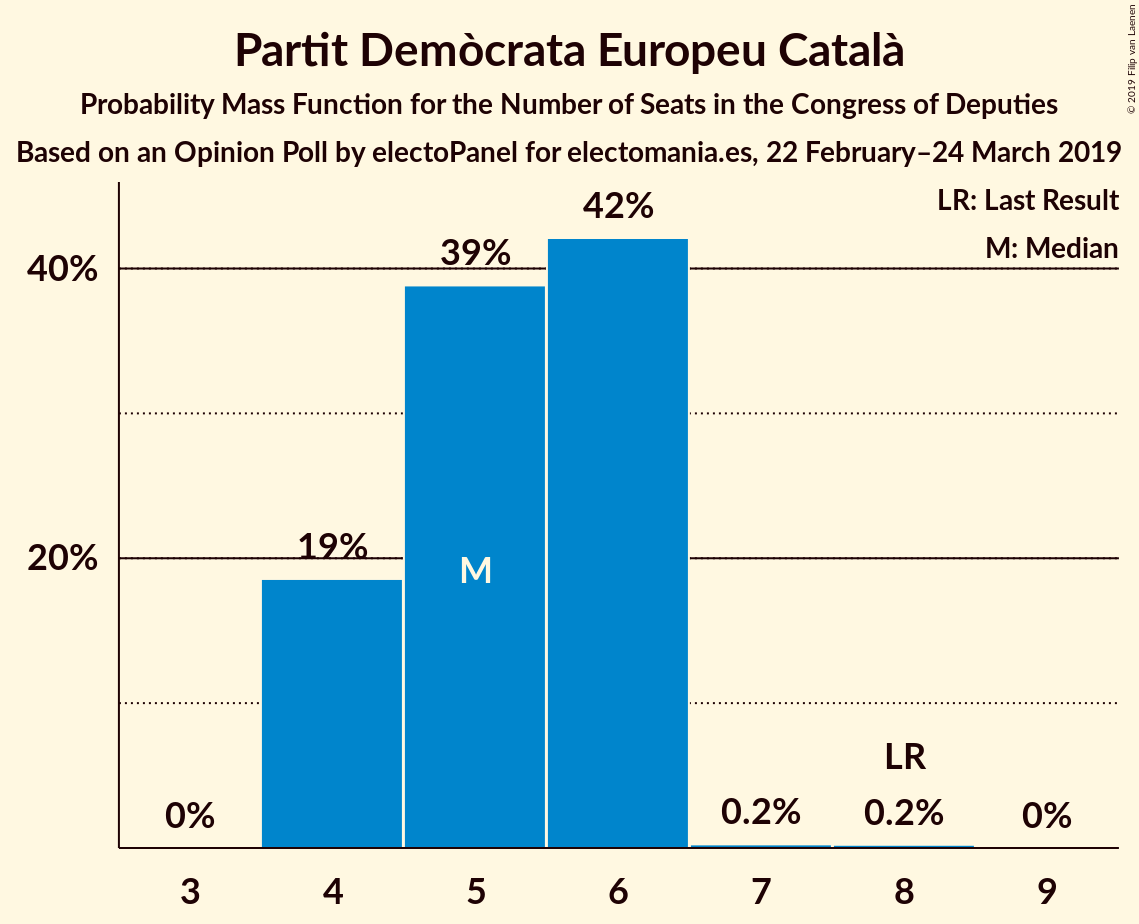 Partit Demòcrata Europeu Català
Probability Mass Function for the Number of Seats in the Congress of Deputies
Based on an Opinion Poll by electoPanel for electomania.es, 22 February–24 March 2019
© 2019 Filip van Laenen
LR: Last Result
M: Median
40%
20%
0%
19%
39%
42%
0.2%
0.2%
0%
M
LR
3 4 5 6 7 8 9